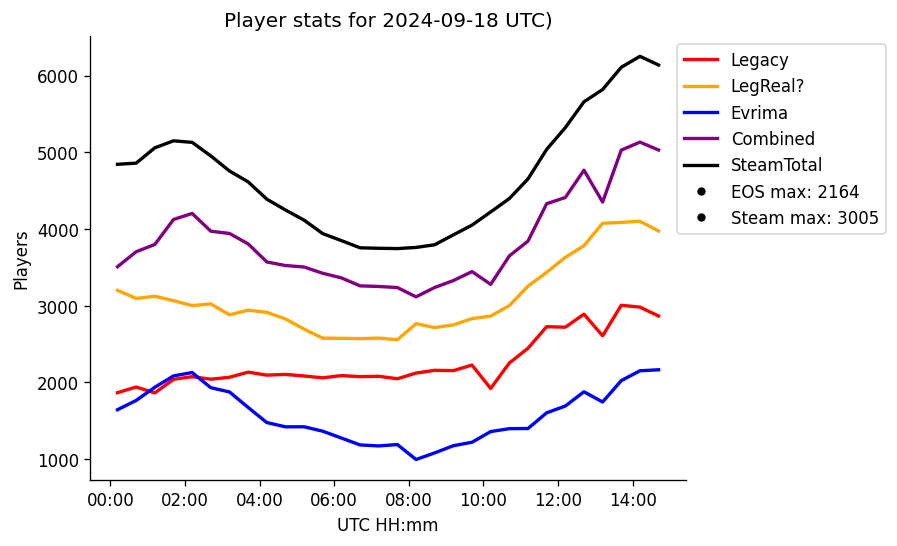 Player stats for 2024-09-18 UTC)
Legacy
LegReal?
Evrima
Combined
SteamTotal
EOS max: 2164
Steam max: 3005
Players
6000
5000
4000
3000
2000
1000
00:00 02:00 04:00 06:00 08:00 10:00 12:00 14:00
UTC HH:mm